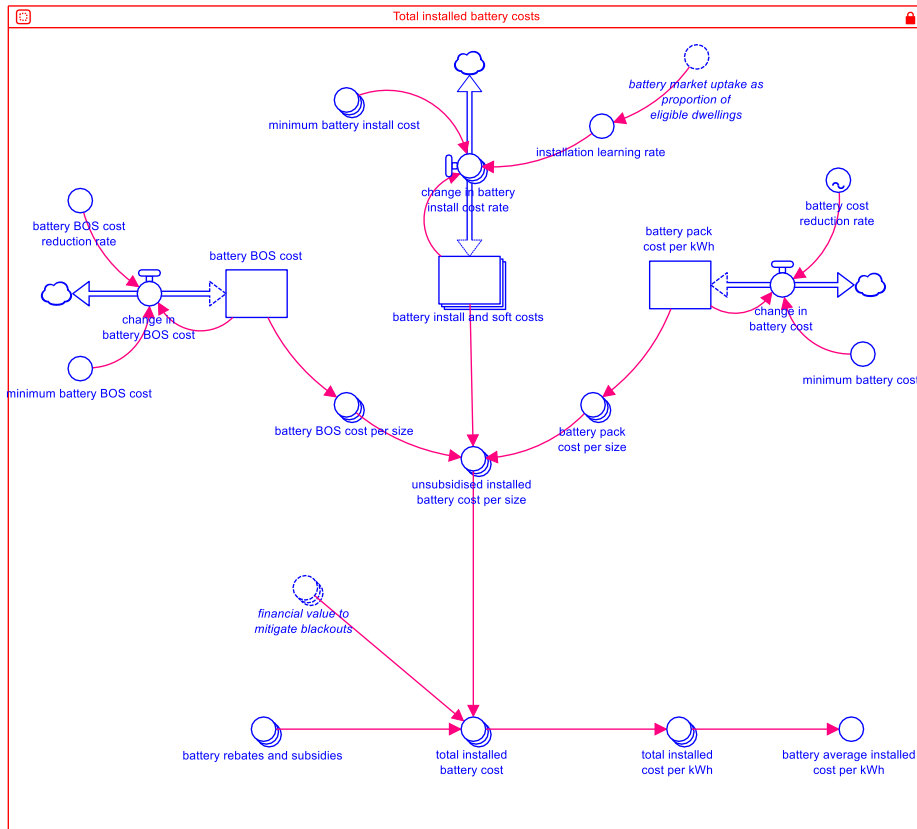 Total installed battery costs
battery market uptake as
proportion of
eligible dwellings
minimum battery install cost
installation learning rate
change in battery
install cost rate
battery cost
reduction rate
battery BOS cost
reduction rate
battery pack
cost per kWh
battery BOS cost
change in
battery BOS cost
battery install and soft costs
change in
battery cost
minimum battery BOS cost
minimum battery cost
battery BOS cost per size
battery pack
cost per size
unsubsidised installed
battery cost per size
financial value to
mitigate blackouts
battery rebates and subsidies
total installed
battery cost
total installed
cost per kWh
battery average installed
cost per kWh